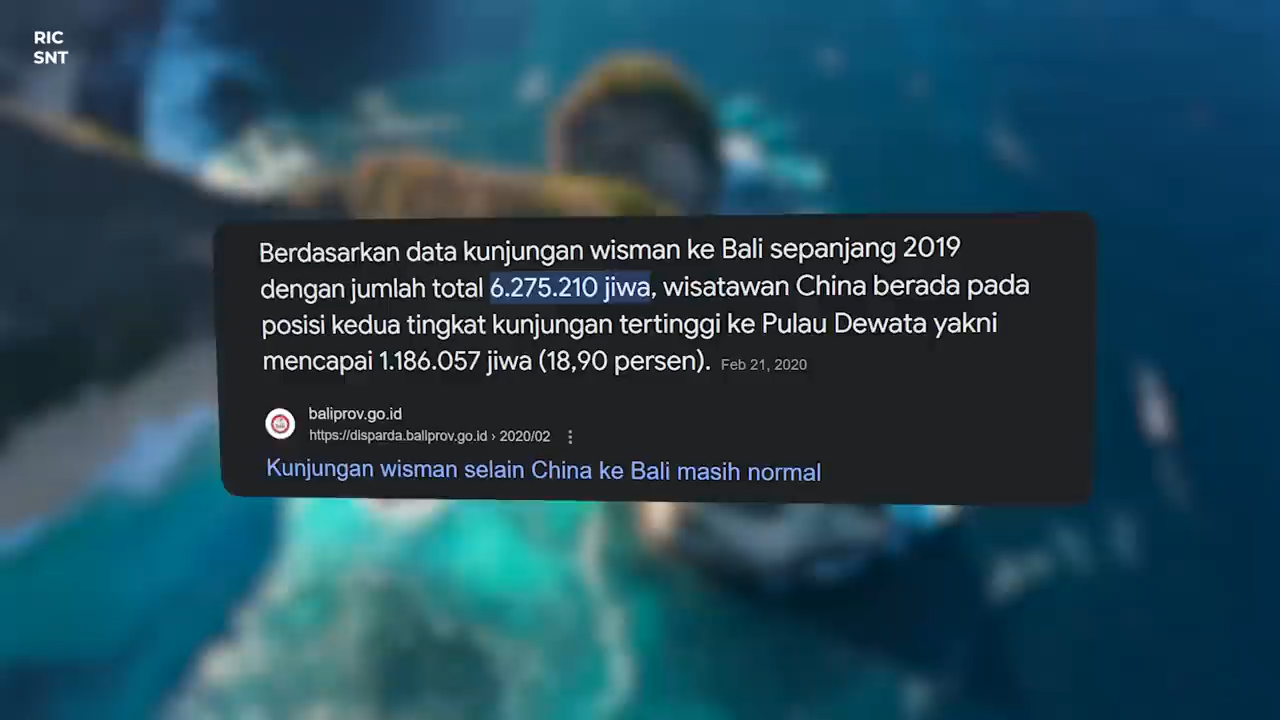 RIC
SNT
Berdasarkan data kunjungan wisman ke Bali sepanjang 2019
dengan jumlah total 6.275.210 jiwa, wisatawan China berada pada
posisi kedua tingkat kunjungan tertinggi ke Pulau Dewata yakni
mencapai 1.186.057 jiwa (18,90 persen). Feb 21, 2020
baliprov.go.id
https://disparda.baliprov.go.id › 2020/02
Kunjungan wisman selain China ke Bali masih normal